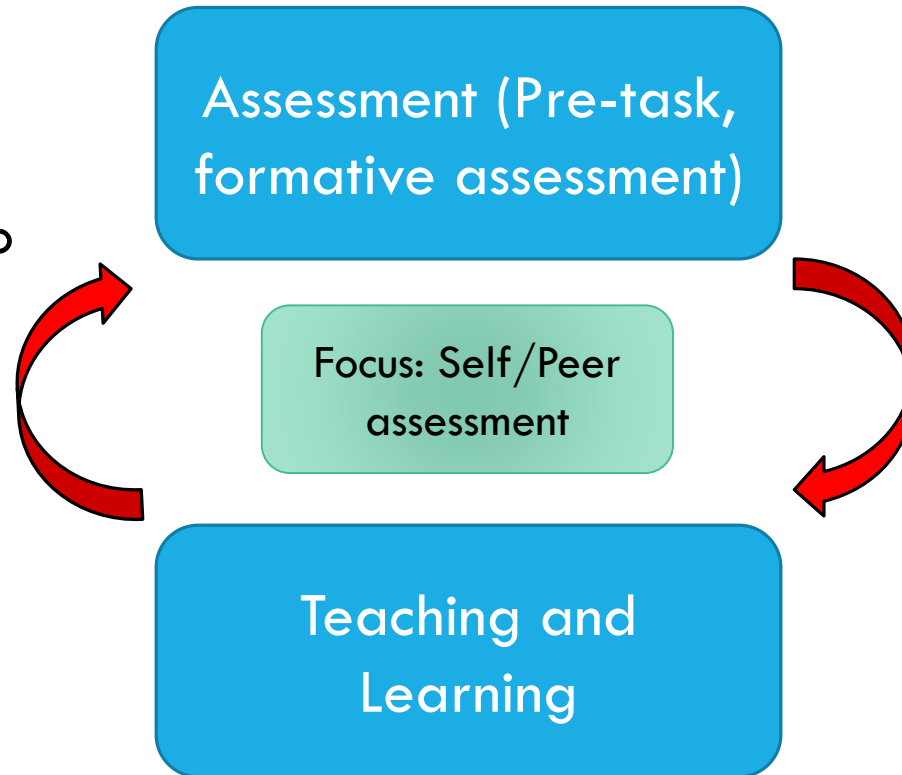 Assessment (Pre-task,
formative assessment)
Focus: Self/Peer
assessment
Teaching and
Learning